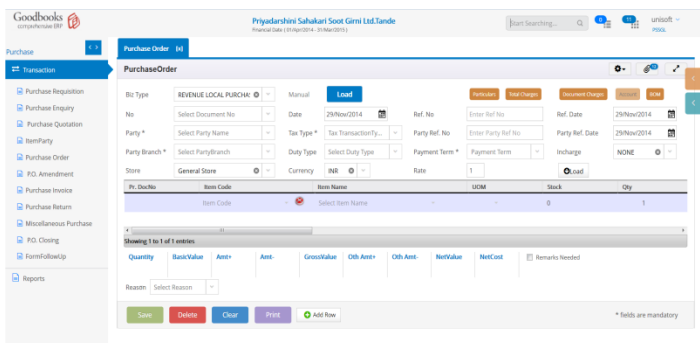 Goodbooks
comprehensive ERP
Priyadarshini Sahakari Soot Girni Ltd.Tande
Financial Date ( 01/Apr/2014 - 31/Mar/2015 )
Start Searching...
unisoft
Purchase
Purchase Order [x]
Transaction
PurchaseOrder
Purchase Requisition
Purchase Enquiry
Purchase Quotation
ItemParty
Purchase Order
P.O. Amendment
Purchase Invoice
Purchase Return
Miscellaneous Purchase
P.O. Closing
FormFollowUp
Reports
Biz Type REVENUE LOCAL PURCHA: Manual Load Particulars Total Charges Document Charges Account BOM
No Select Document No Date 29/Nov/2014 Ref. No Enter Ref No Ref. Date 29/Nov/2014
Party * Select Party Name Tax Type * Tax TransactionTy... Party Ref. No Enter Party Ref No Party Ref. Date 29/Nov/2014
Party Branch * Select PartyBranch Duty Type Select Duty Type Payment Term * Payment Term Incharge NONE
Store General Store Currency INR Rate 1 Load
Pr. DocNo Item Code Item Name UOM Stock Qty
Item Code Select Item Name 0 1
Showing 1 to 1 of 1 entries
Quantity BasicValue Amt+ Amt- GrossValue Oth Amt+ Oth Amt- NetValue NetCost Remarks Needed
Reason Select Reason
Save Delete Clear Print Add Row * fields are mandatory